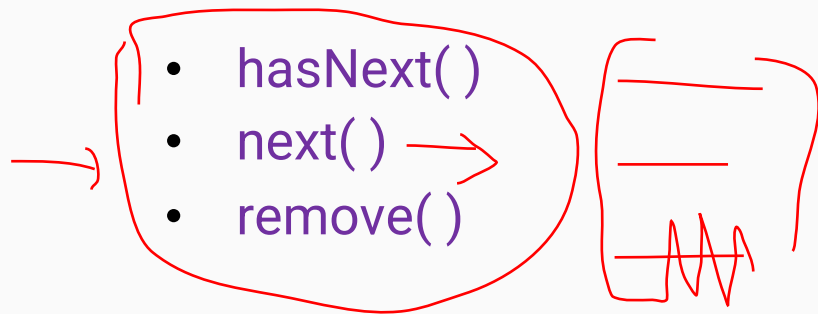 • hasNext( )
• next( )
• remove( )